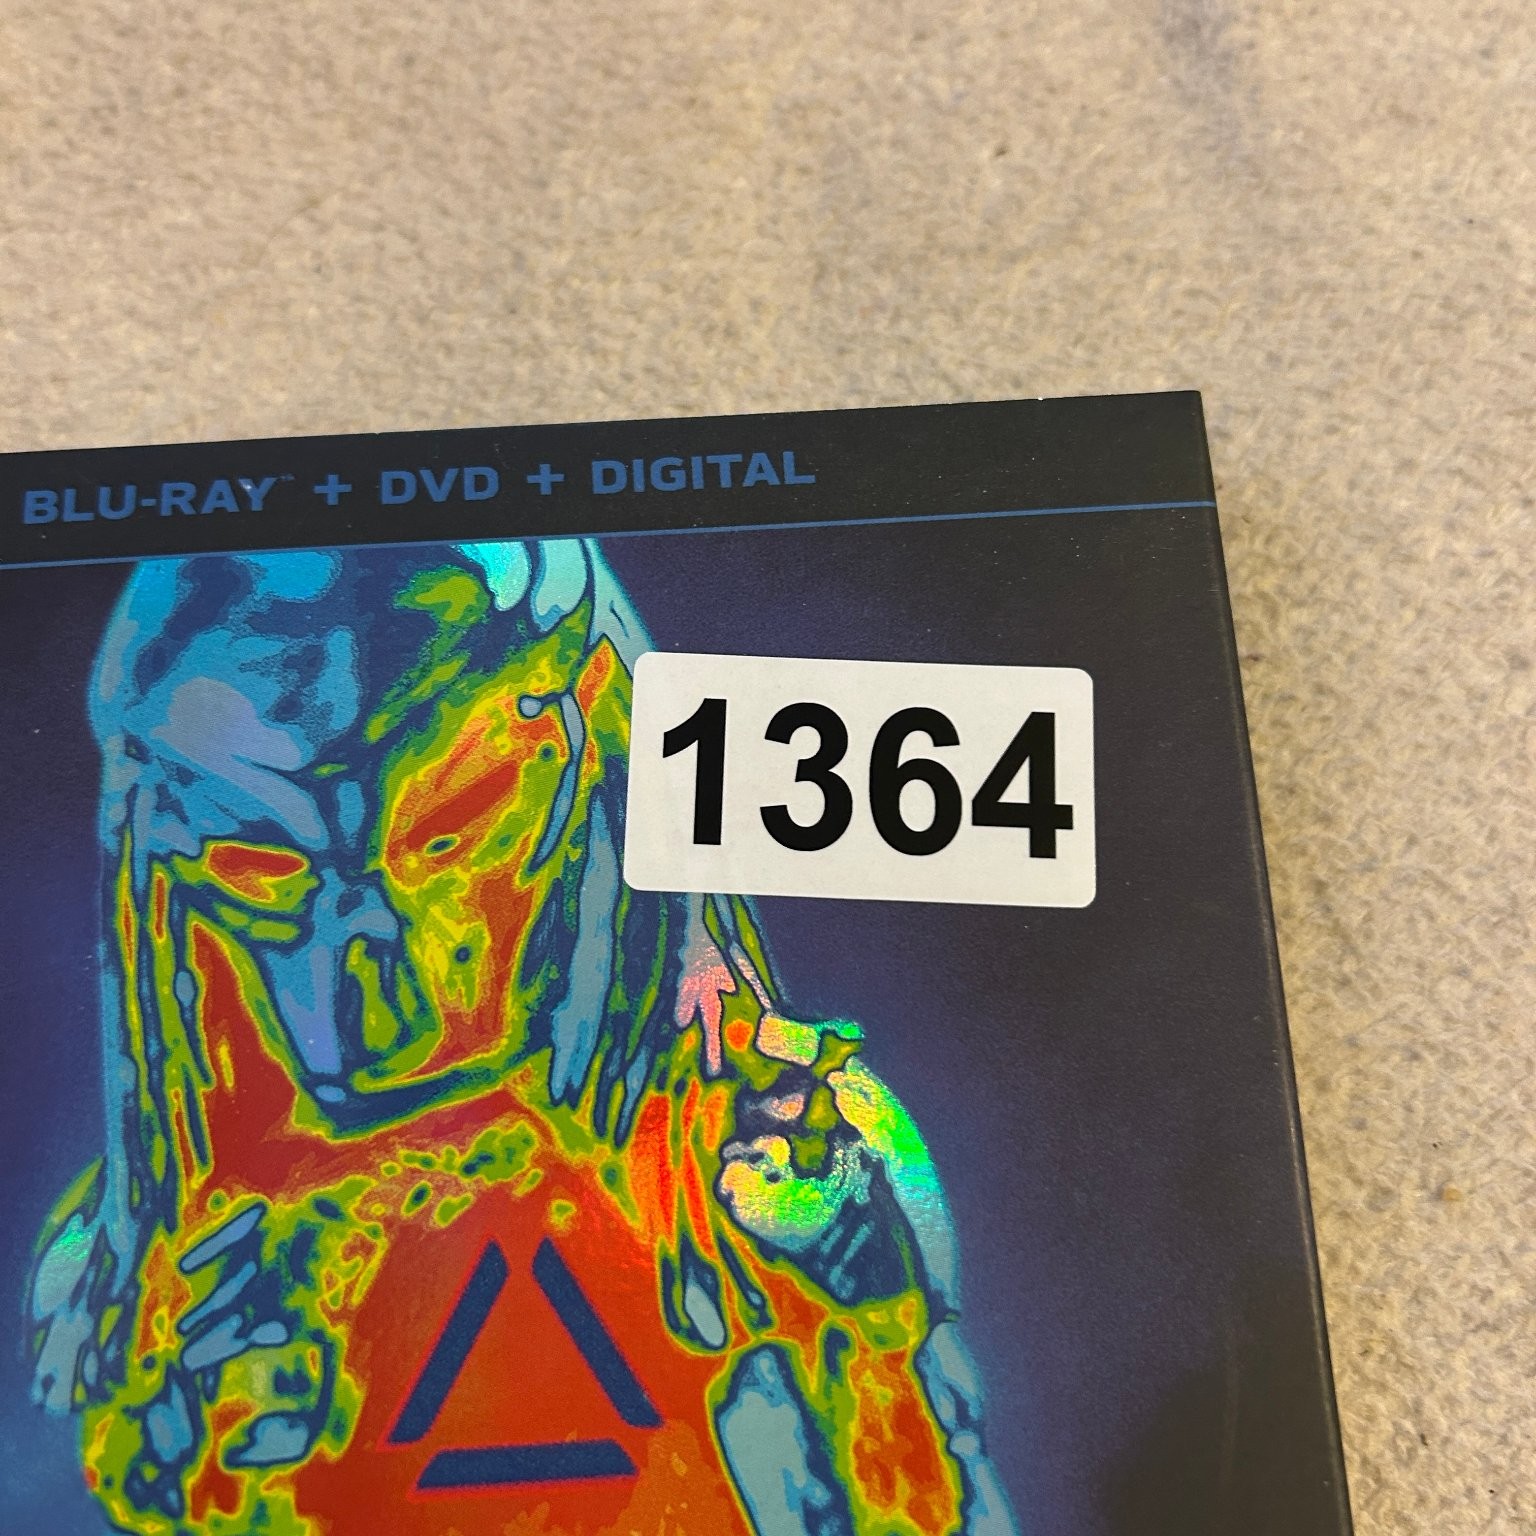 BLU-RAY™ + DVD + DIGITAL
1364